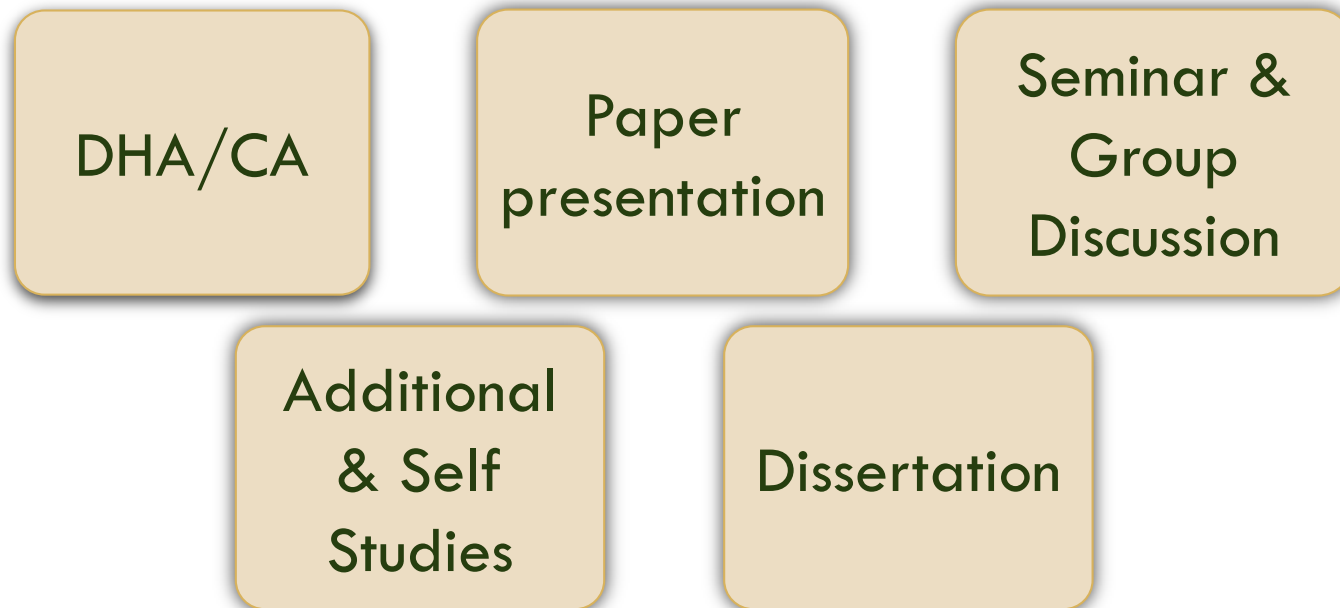 DHA/CA
Paper
presentation
Seminar &
Group
Discussion
Additional
& Self
Studies
Dissertation